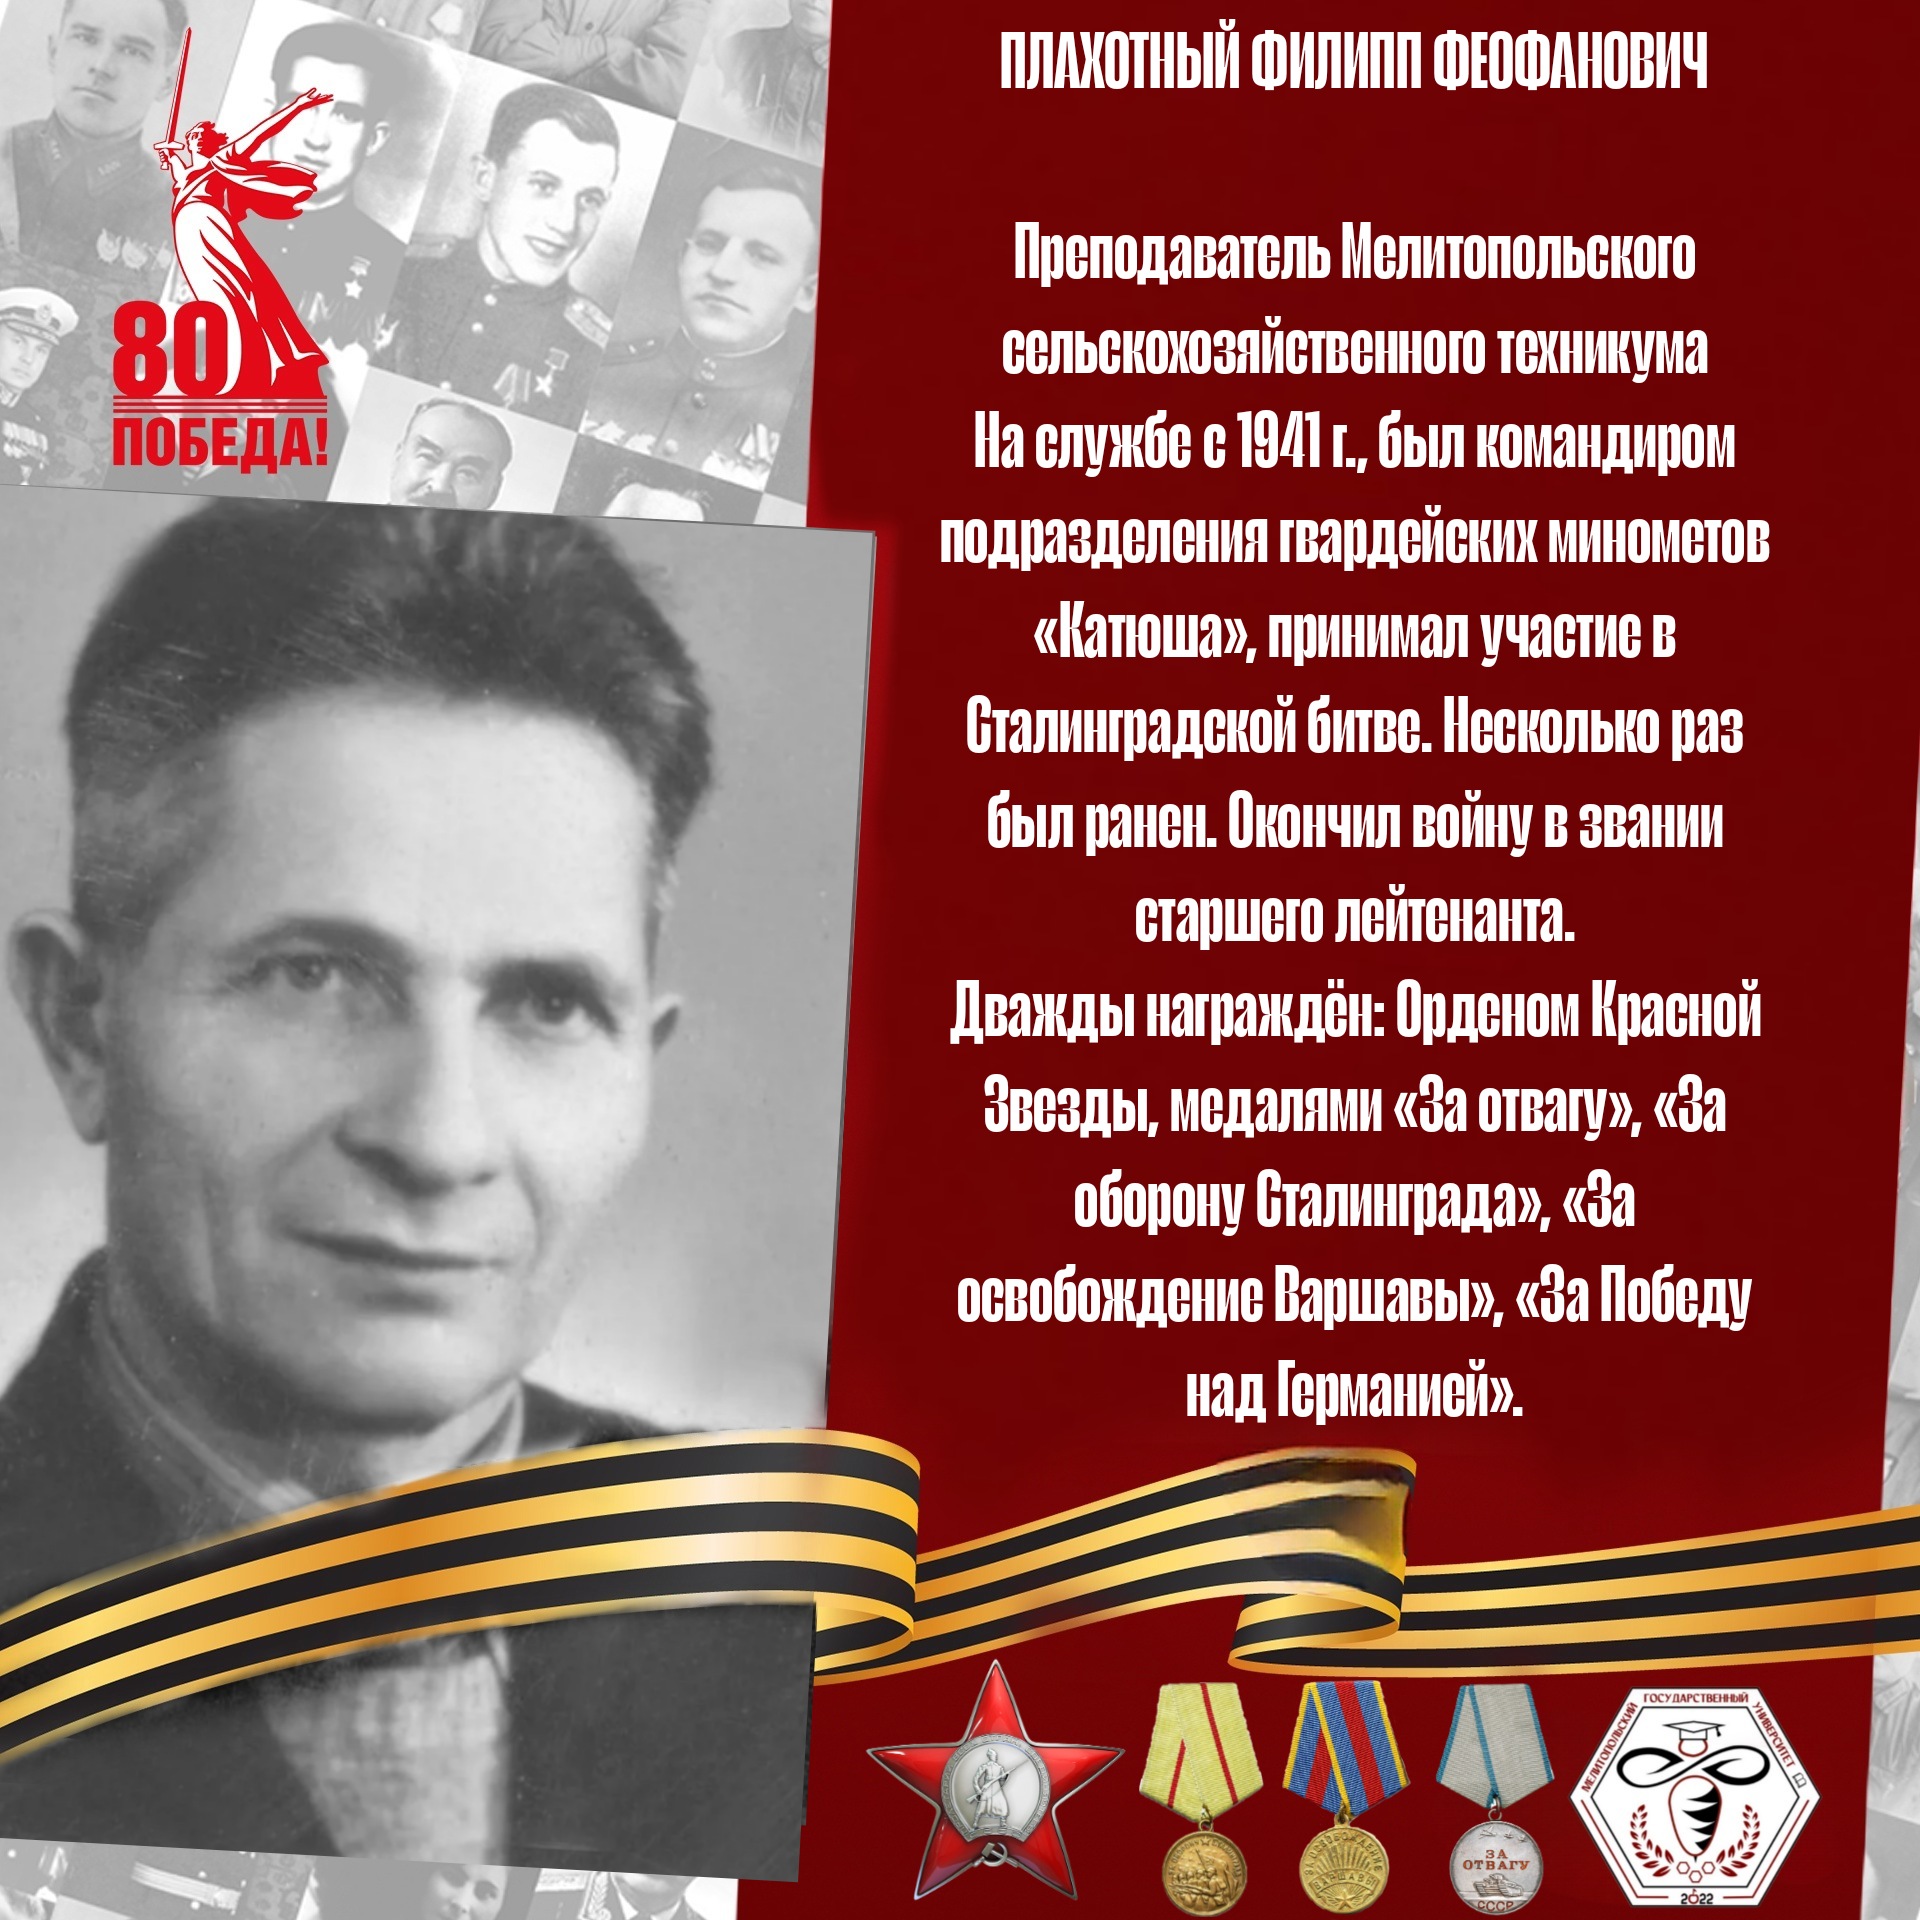 ПЛАХОТНЫЙ ФИЛИПП ФЕОФАНОВИЧ
80
ПОБЕДА!
Преподаватель Мелитопольского
сельскохозяйственного техникума
На службе с 1941 г., был командиром
подразделения гвардейских минометов
«Катюша», принимал участие в
Сталинградской битве. Несколько раз
был ранен. Окончил войну в звании
старшего лейтенанта.
Дважды награждён: Орденом Красной
Звезды, медалями «За отвагу», «За
оборону Сталинграда», «За
освобождение Варшавы», «За Победу
над Германией».
ЗА
ОТВАГУ
СССР
МЕЛИТОПОЛЬСКИЙ ГОСУДАРСТВЕННЫЙ УНИВЕРСИТЕТ
2022